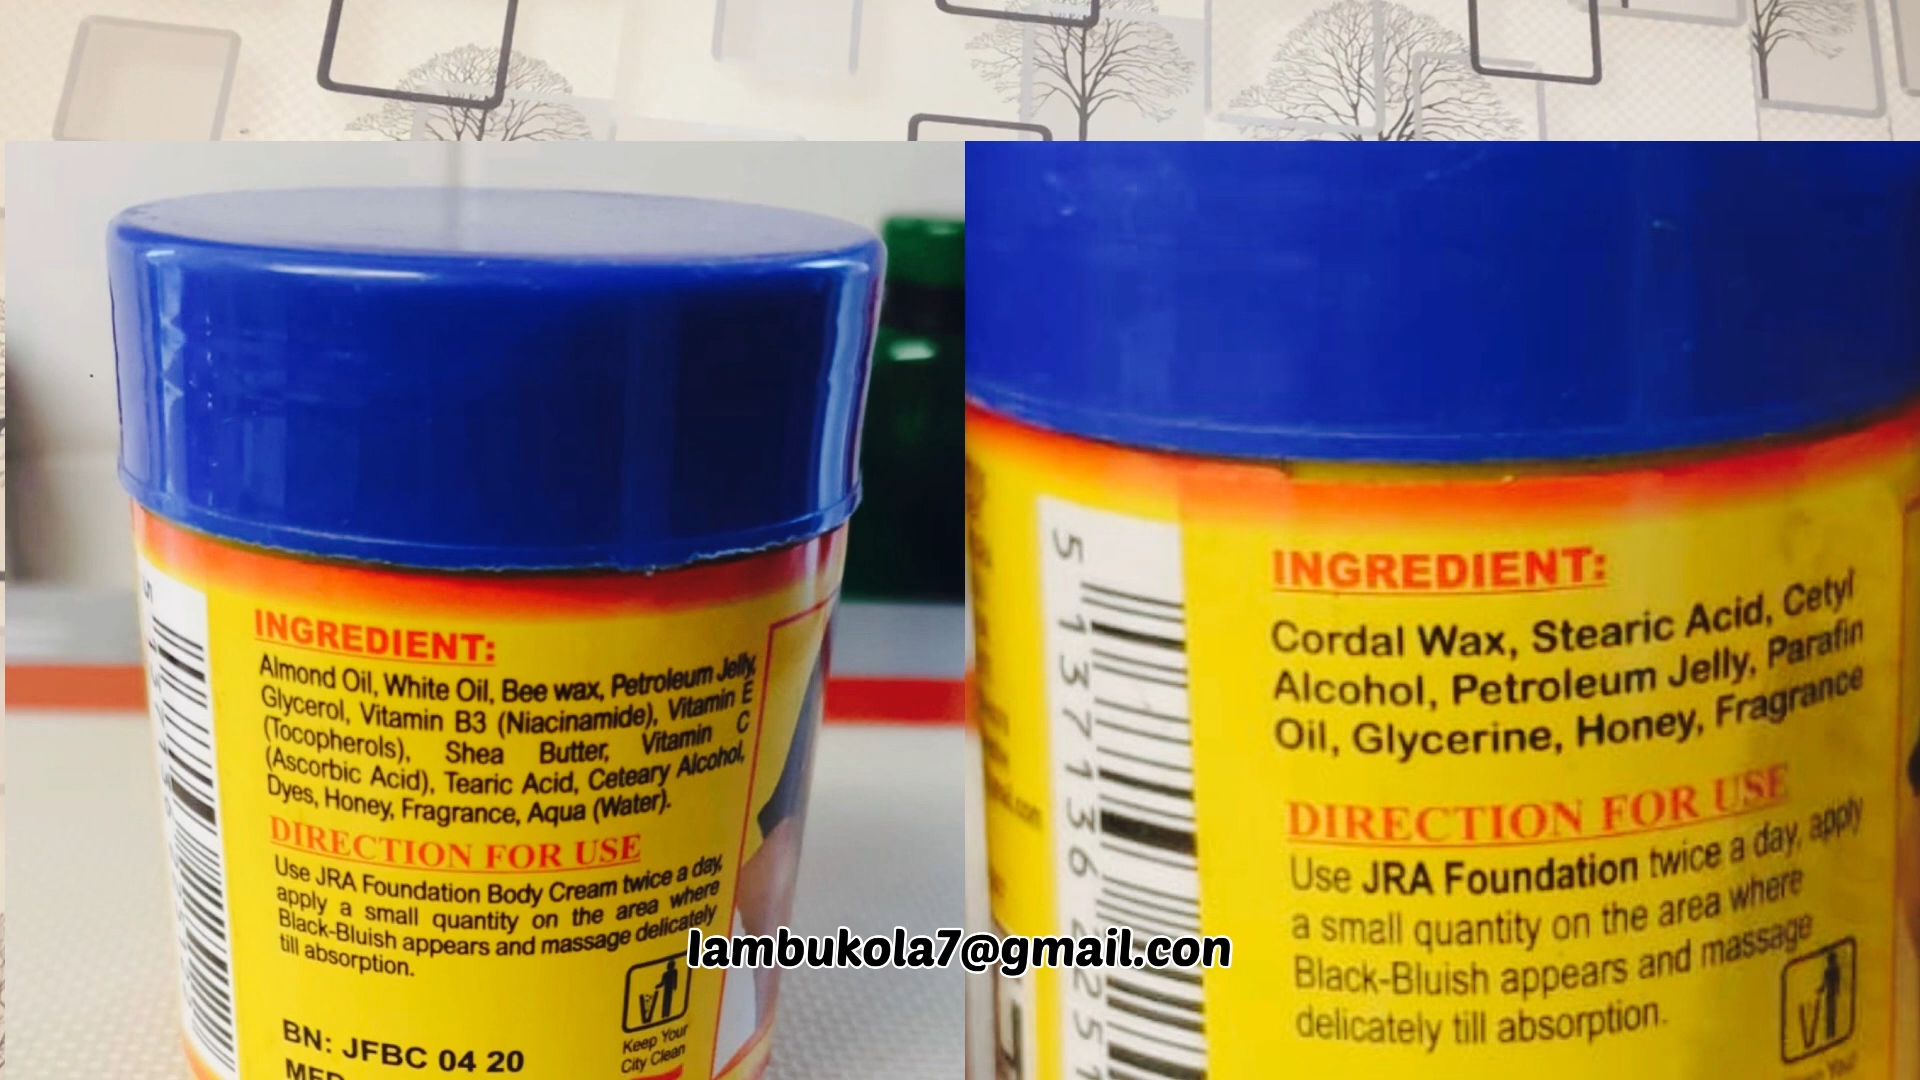 INGREDIENT:
Almond Oil, White Oil, Bee wax, Petroleum Jelly,
Glycerol, Vitamin B3 (Niacinamide), Vitamin E
(Tocopherols), Shea Butter, Vitamin C
(Ascorbic Acid), Tearic Acid, Ceteary Alcohol,
Dyes, Honey, Fragrance, Aqua (Water).
DIRECTION FOR USE
Use JRA Foundation Body Cream twice a day,
apply a small quantity on the area where
Black-Bluish appears and massage delicately
till absorption.
BN: JFBC 04 20
Keep Your
City Clean
5 137136 2251
INGREDIENT:
Cordal Wax, Stearic Acid, Cetyl
Alcohol, Petroleum Jelly, Parafin
Oil, Glycerine, Honey, Fragrance
DIRECTION FOR USE
Use JRA Foundation twice a day, apply
a small quantity on the area where
Black-Bluish appears and massage
delicately till absorption.
Iambukola7@gmail.con